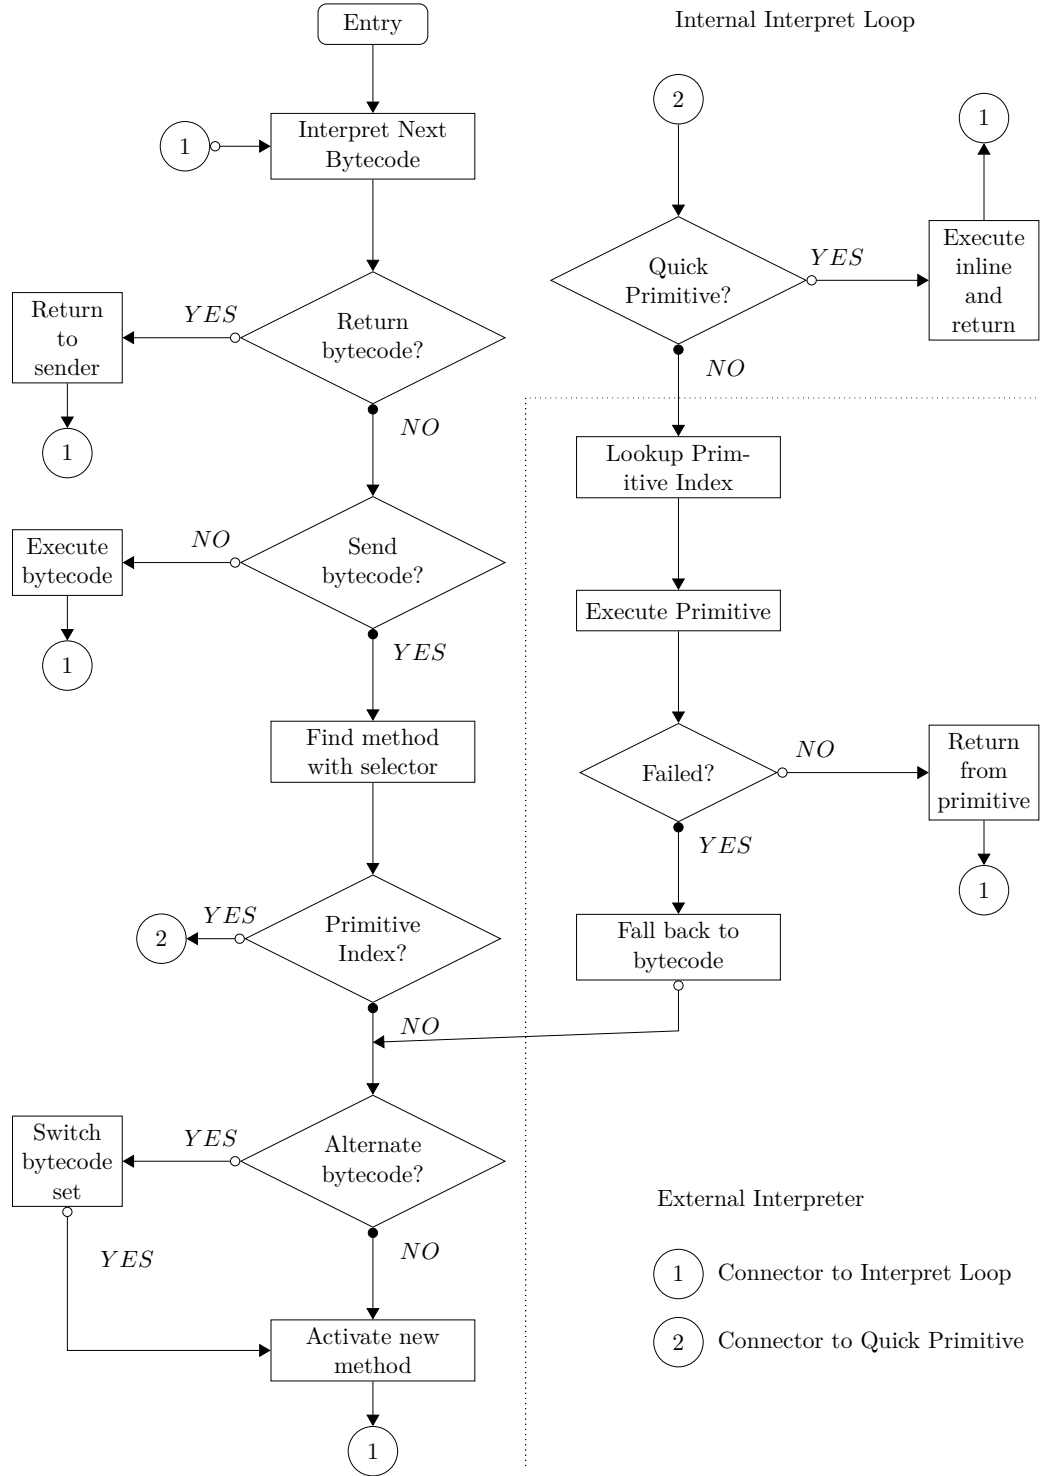 Entry
Internal Interpret Loop
2
1
1
Interpret Next
Bytecode
Quick
Primitive?
YES
Execute
inline
and
return
Return
to
sender
YES
Return
bytecode?
NO
NO
1
Lookup Prim-
itive Index
Execute
bytecode
NO
Send
bytecode?
YES
Execute Primitive
1
Find method
with selector
Failed?
NO
Return
from
primitive
YES
1
2
YES
Primitive
Index?
NO
Fall back to
bytecode
Switch
bytecode
set
YES
Alternate
bytecode?
NO
YES
External Interpreter
1 Connector to Interpret Loop
2 Connector to Quick Primitive
Activate new
method
1